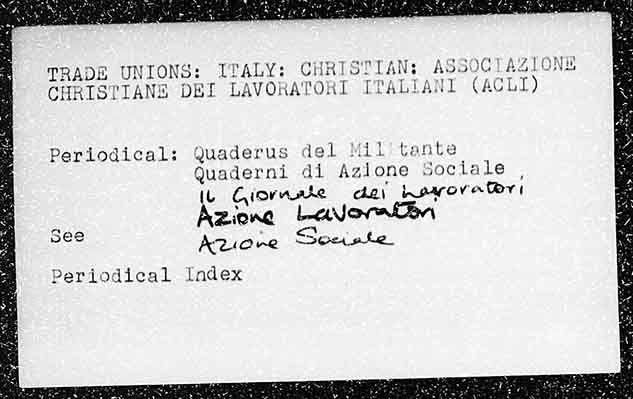 TRADE UNIONS: ITALY: CHRISTIAN: ASSOCIAZIONE
CHRISTIANE DEI LAVORATORI ITALIANI (ACLI)
Periodical: Quaderus del Militante
Quaderni di Azione Sociale
Il Giornale dei Lavoratori
Azione Lavoratori
See
Azione Sociale
Periodical Index